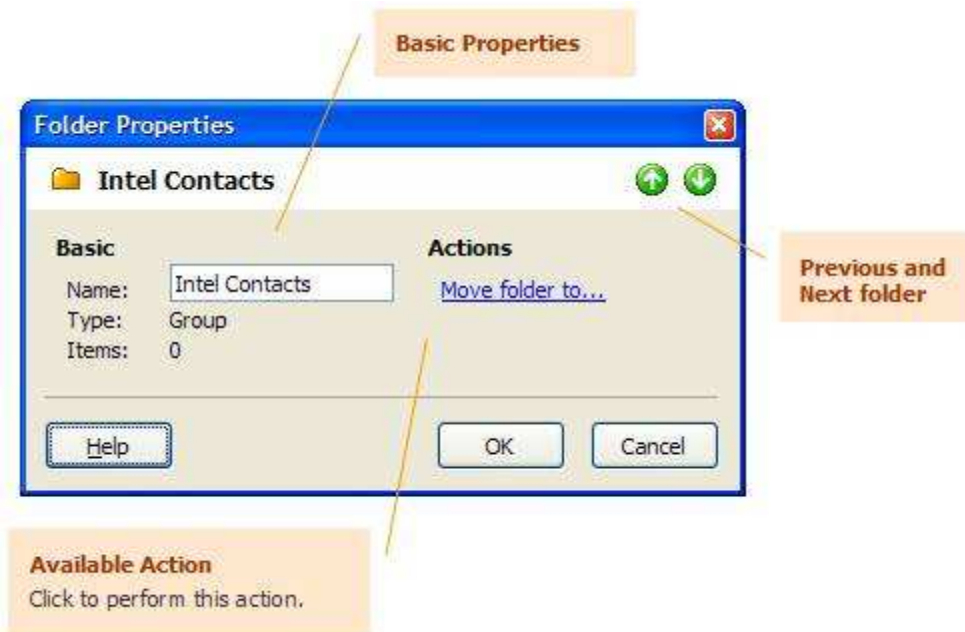 Basic Properties
Folder Properties
Intel Contacts
Basic
Name: Intel Contacts
Type: Group
Items: 0
Actions
Move folder to...
Previous and
Next folder
Help
OK
Cancel
Available Action
Click to perform this action.